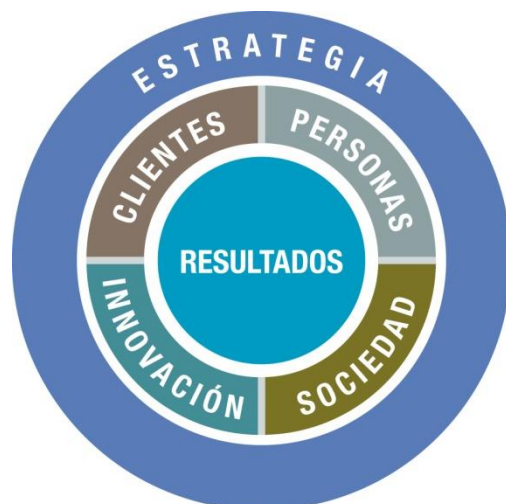 ESTRATEGIA
CLIENTES
PERSONAS
RESULTADOS
INNOVACIÓN
SOCIEDAD